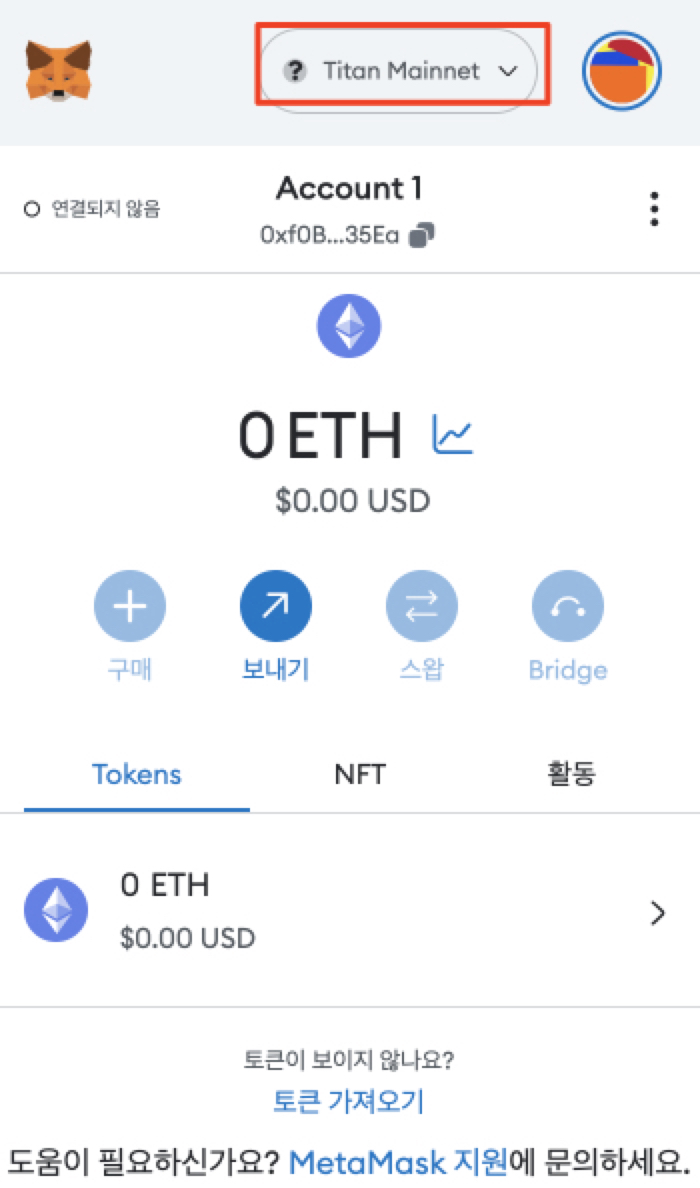 Titan Mainnet
연결되지 않음
Account 1
0xf0B...35Ea
0 ETH
$0.00 USD
구매
보내기
스왑
Bridge
Tokens
NFT
활동
0 ETH
$0.00 USD
토큰이 보이지 않나요?
토큰 가져오기
도움이 필요하신가요? MetaMask 지원에 문의하세요.